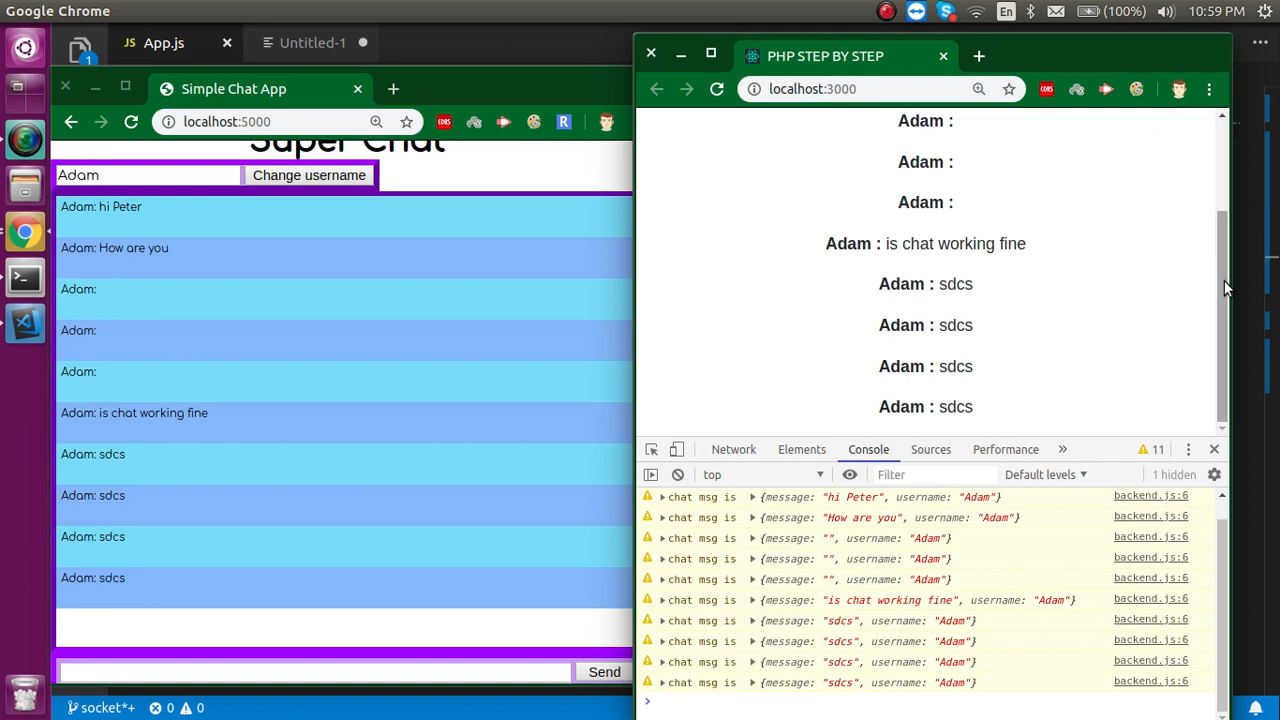 Google Chrome
En
(100%)
10:59 PM
App.js
Untitled-1
1
Simple Chat App
localhost:5000
CORS
R
Super Chat
Adam
Change username
Adam: hi Peter
Adam: How are you
Adam:
Adam:
Adam:
Adam: is chat working fine
Adam: sdcs
Adam: sdcs
Adam: sdcs
Adam: sdcs
Send
PHP STEP BY STEP
localhost:3000
CORS
Adam :
Adam :
Adam :
Adam : is chat working fine
Adam : sdcs
Adam : sdcs
Adam : sdcs
Adam : sdcs
Network Elements Console Sources Performance » 11
top Filter Default levels 1 hidden
chat msg is {message: "hi Peter", username: "Adam"} backend.js:6
chat msg is {message: "How are you", username: "Adam"} backend.js:6
chat msg is {message: "", username: "Adam"} backend.js:6
chat msg is {message: "", username: "Adam"} backend.js:6
chat msg is {message: "", username: "Adam"} backend.js:6
chat msg is {message: "is chat working fine", username: "Adam"} backend.js:6
chat msg is {message: "sdcs", username: "Adam"} backend.js:6
chat msg is {message: "sdcs", username: "Adam"} backend.js:6
chat msg is {message: "sdcs", username: "Adam"} backend.js:6
chat msg is {message: "sdcs", username: "Adam"} backend.js:6
socket*+ 0 0